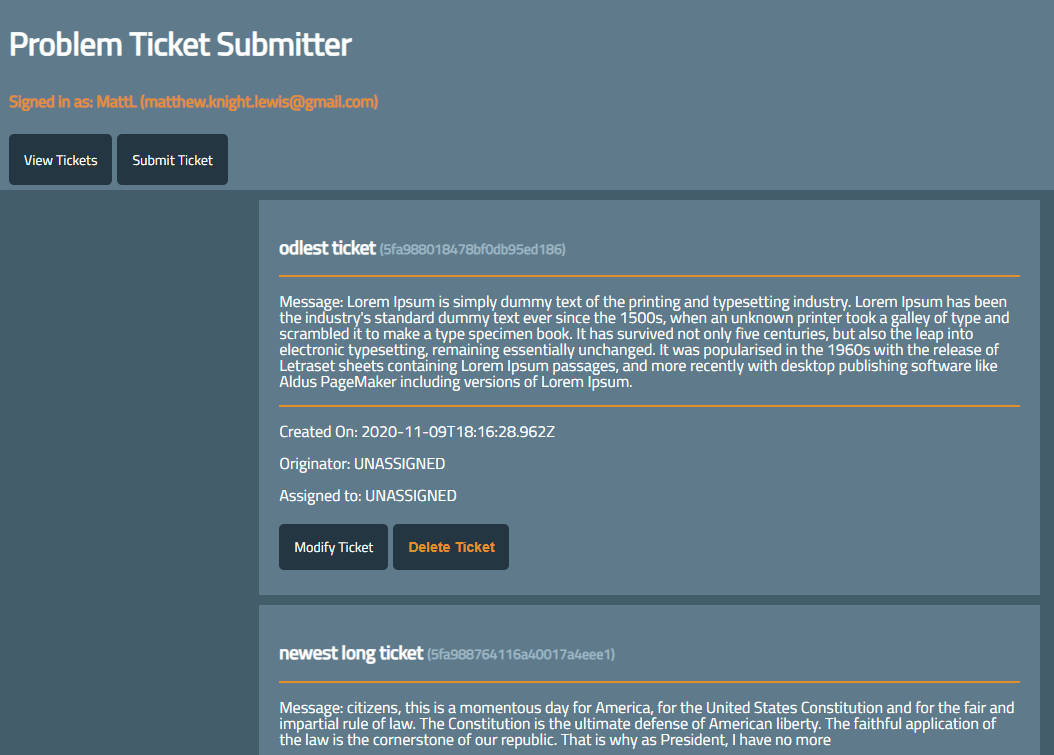 Problem Ticket Submitter
Signed in as: MattL (matthew.knight.lewis@gmail.com)
View Tickets
Submit Ticket
odlest ticket (5fa988018478bf0db95ed186)
Message: Lorem Ipsum is simply dummy text of the printing and typesetting industry. Lorem Ipsum has been
the industry's standard dummy text ever since the 1500s, when an unknown printer took a galley of type and
scrambled it to make a type specimen book. It has survived not only five centuries, but also the leap into
electronic typesetting, remaining essentially unchanged. It was popularised in the 1960s with the release of
Letraset sheets containing Lorem Ipsum passages, and more recently with desktop publishing software like
Aldus PageMaker including versions of Lorem Ipsum.
Created On: 2020-11-09T18:16:28.962Z
Originator: UNASSIGNED
Assigned to: UNASSIGNED
Modify Ticket
Delete Ticket
newest long ticket (5fa988764116a40017a4eee1)
Message: citizens, this is a momentous day for America, for the United States Constitution and for the fair and
impartial rule of law. The Constitution is the ultimate defense of American liberty. The faithful application of
the law is the cornerstone of our republic. That is why as President, I have no more